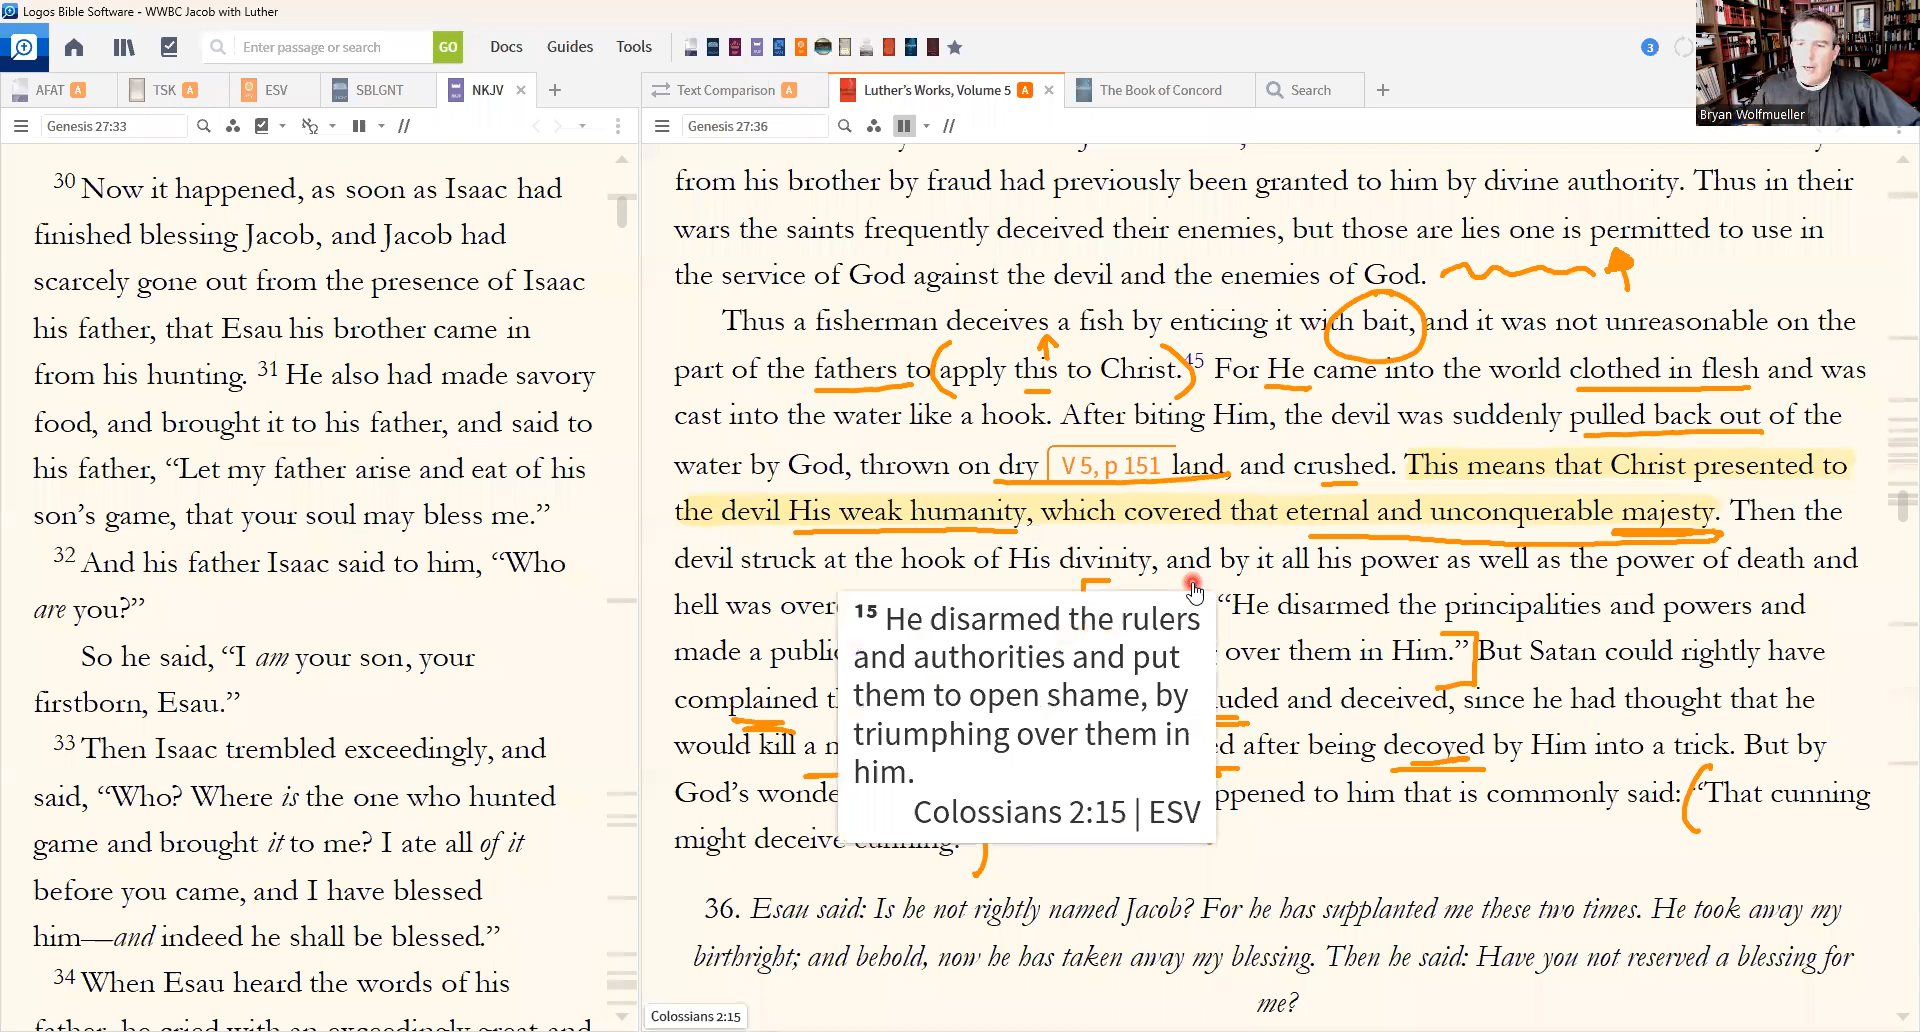 Logos Bible Software - WWBC Jacob with Luther
Enter passage or search
GO
Docs
Guides
Tools
3
Bryan Wolfmueller
AFAT A
TSK A
ESV
SBLGNT
NKJV
Text Comparison A
Luther's Works, Volume 5 A
The Book of Concord
Search
Genesis 27:33
Genesis 27:36
30 Now it happened, as soon as Isaac had
finished blessing Jacob, and Jacob had
scarcely gone out from the presence of Isaac
his father, that Esau his brother came in
from his hunting. 31 He also had made savory
food, and brought it to his father, and said to
his father, “Let my father arise and eat of his
son’s game, that your soul may bless me.”
32 And his father Isaac said to him, “Who
are you?”
So he said, “I am your son, your
firstborn, Esau.”
33 Then Isaac trembled exceedingly, and
said, “Who? Where is the one who hunted
game and brought it to me? I ate all of it
before you came, and I have blessed
him—and indeed he shall be blessed.”
34 When Esau heard the words of his
father, he cried with an exceedingly great and
from his brother by fraud had previously been granted to him by divine authority. Thus in their
wars the saints frequently deceived their enemies, but those are lies one is permitted to use in
the service of God against the devil and the enemies of God.
Thus a fisherman deceives a fish by enticing it with bait, and it was not unreasonable on the
part of the fathers to apply this to Christ.45 For He came into the world clothed in flesh and was
cast into the water like a hook. After biting Him, the devil was suddenly pulled back out of the
water by God, thrown on dry V 5, p 151 land, and crushed. This means that Christ presented to
the devil His weak humanity, which covered that eternal and unconquerable majesty. Then the
devil struck at the hook of His divinity, and by it all his power as well as the power of death and
hell was over “He disarmed the principalities and powers and
made a public over them in Him.” But Satan could rightly have
complained and deceived, since he had thought that he
would kill a after being decoyed by Him into a trick. But by
God’s to him that is commonly said: “That cunning
might deceive cunning.”
15 He disarmed the rulers
and authorities and put
them to open shame, by
triumphing over them in
him.
Colossians 2:15 | ESV
36. Esau said: Is he not rightly named Jacob? For he has supplanted me these two times. He took away my
birthright; and behold, now he has taken away my blessing. Then he said: Have you not reserved a blessing for
me?
Colossians 2:15